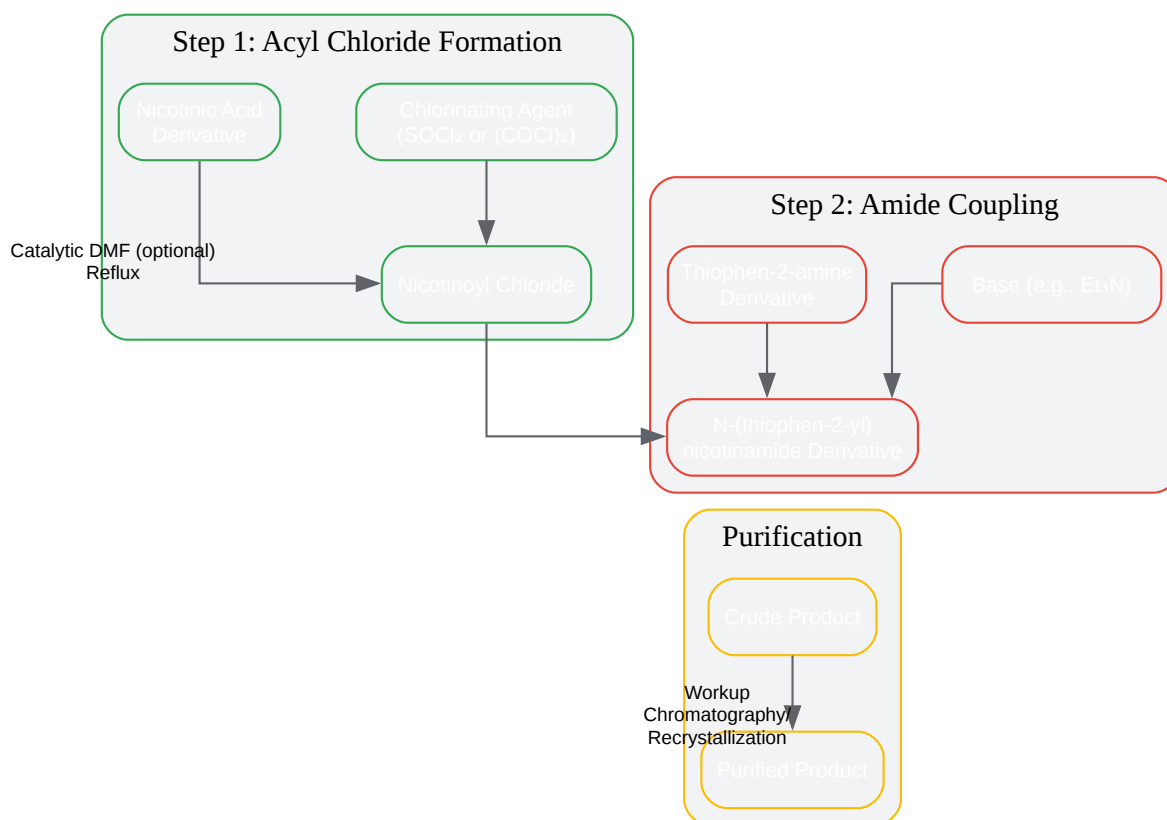 Step 1: Acyl Chloride Formation
Nicotinic Acid
Derivative
Chlorinating Agent
(SOCl₂ or (COCl)₂)
Catalytic DMF (optional)
Reflux
Nicotinoyl Chloride
Step 2: Amide Coupling
Thiophen-2-amine
Derivative
Base (e.g., Et₃N)
N-(thiophen-2-yl)
nicotinamide Derivative
Purification
Crude Product
Workup
Chromatography/
Recrystallization
Purified Product